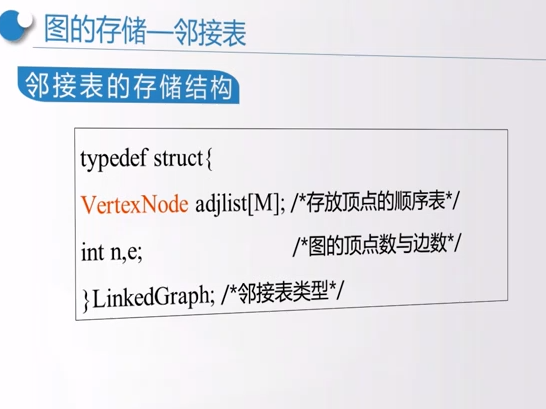 图的存储—邻接表
邻接表的存储结构
typedef struct{
VertexNode adjlist[M]; /*存放顶点的顺序表*/
int n,e; /*图的顶点数与边数*/
}LinkedGraph; /*邻接表类型*/